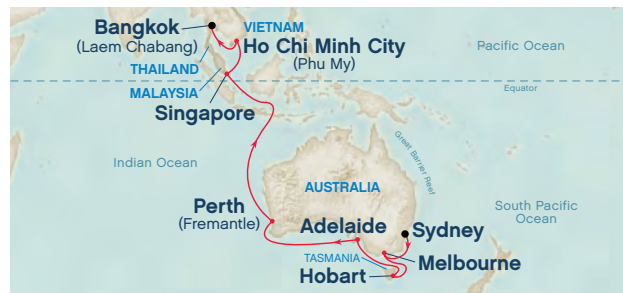 Bangkok
(Laem Chabang)
VIETNAM
Ho Chi Minh City
(Phu My)
Pacific Ocean
THAILAND
MALAYSIA
Equator
Singapore
Indian Ocean
Great Barrier Reef
AUSTRALIA
Perth
(Fremantle)
South Pacific
Ocean
Adelaide
Sydney
TASMANIA
Melbourne
Hobart